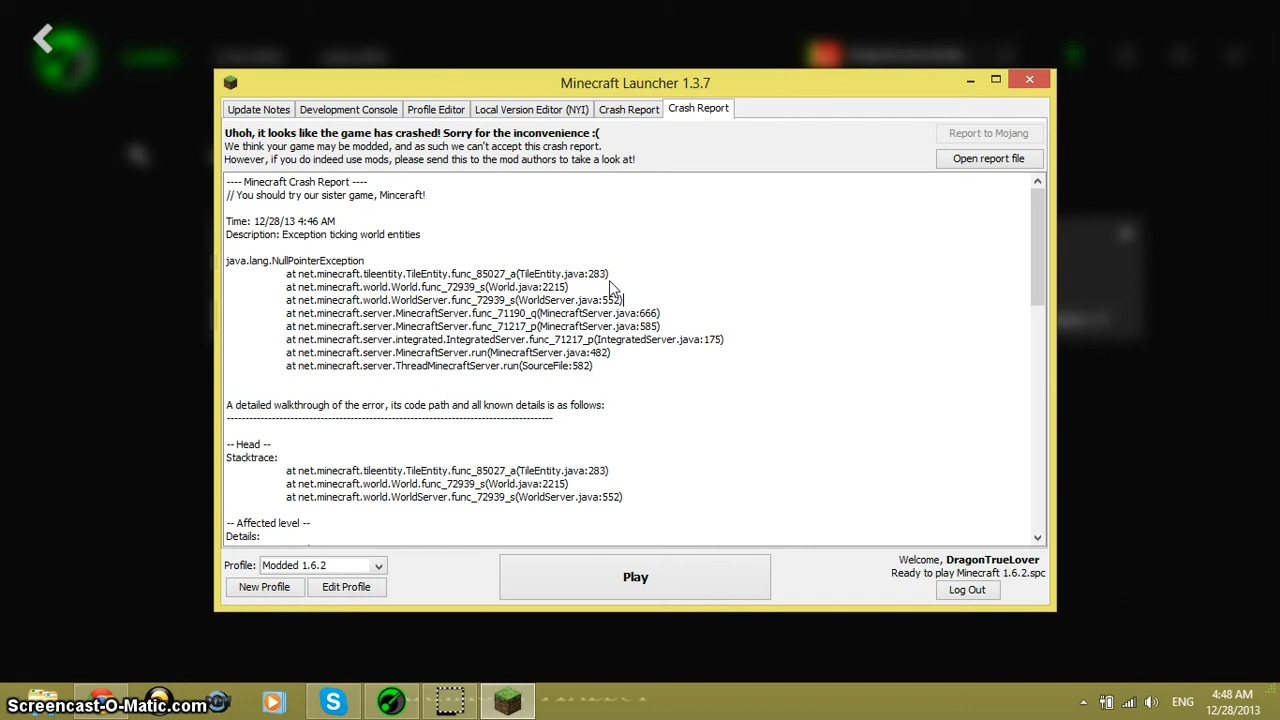 Minecraft Launcher 1.3.7
Update Notes
Development Console
Profile Editor
Local Version Editor (NYI)
Crash Report
Crash Report
Uhoh, it looks like the game has crashed! Sorry for the inconvenience :(
We think your game may be modded, and as such we can't accept this crash report.
However, if you do indeed use mods, please send this to the mod authors to take a look at!
Report to Mojang
Open report file
---- Minecraft Crash Report ----
// You should try our sister game, Minceraft!
Time: 12/28/13 4:46 AM
Description: Exception ticking world entities
java.lang.NullPointerException
at net.minecraft.tileentity.TileEntity.func_85027_a(TileEntity.java:283)
at net.minecraft.world.World.func_72939_s(World.java:2215)
at net.minecraft.world.WorldServer.func_72939_s(WorldServer.java:552)
at net.minecraft.server.MinecraftServer.func_71190_q(MinecraftServer.java:666)
at net.minecraft.server.MinecraftServer.func_71217_p(MinecraftServer.java:585)
at net.minecraft.server.integrated.IntegratedServer.func_71217_p(IntegratedServer.java:175)
at net.minecraft.server.MinecraftServer.run(MinecraftServer.java:482)
at net.minecraft.server.ThreadMinecraftServer.run(SourceFile:582)
A detailed walkthrough of the error, its code path and all known details is as follows:
---------------------------------------------------------------------------------------
-- Head --
Stacktrace:
at net.minecraft.tileentity.TileEntity.func_85027_a(TileEntity.java:283)
at net.minecraft.world.World.func_72939_s(World.java:2215)
at net.minecraft.world.WorldServer.func_72939_s(WorldServer.java:552)
-- Affected level --
Details:
Profile: Modded 1.6.2
New Profile
Edit Profile
Play
Welcome, DragonTrueLover
Ready to play Minecraft 1.6.2.spc
Log Out
Screencast-O-Matic.com
ENG
4:48 AM
12/28/2013